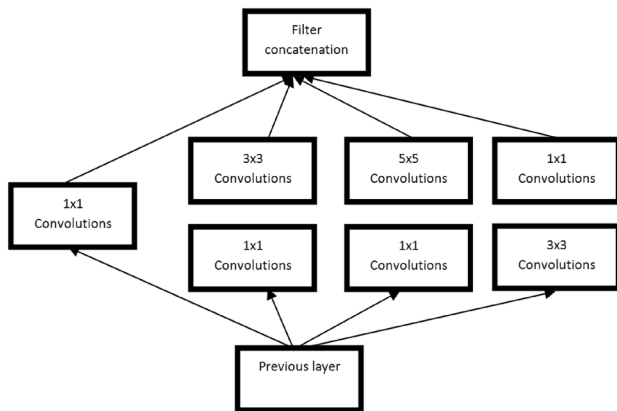 Filter
concatenation
3x3
Convolutions
5x5
Convolutions
1x1
Convolutions
1x1
Convolutions
1x1
Convolutions
1x1
Convolutions
3x3
Convolutions
Previous layer